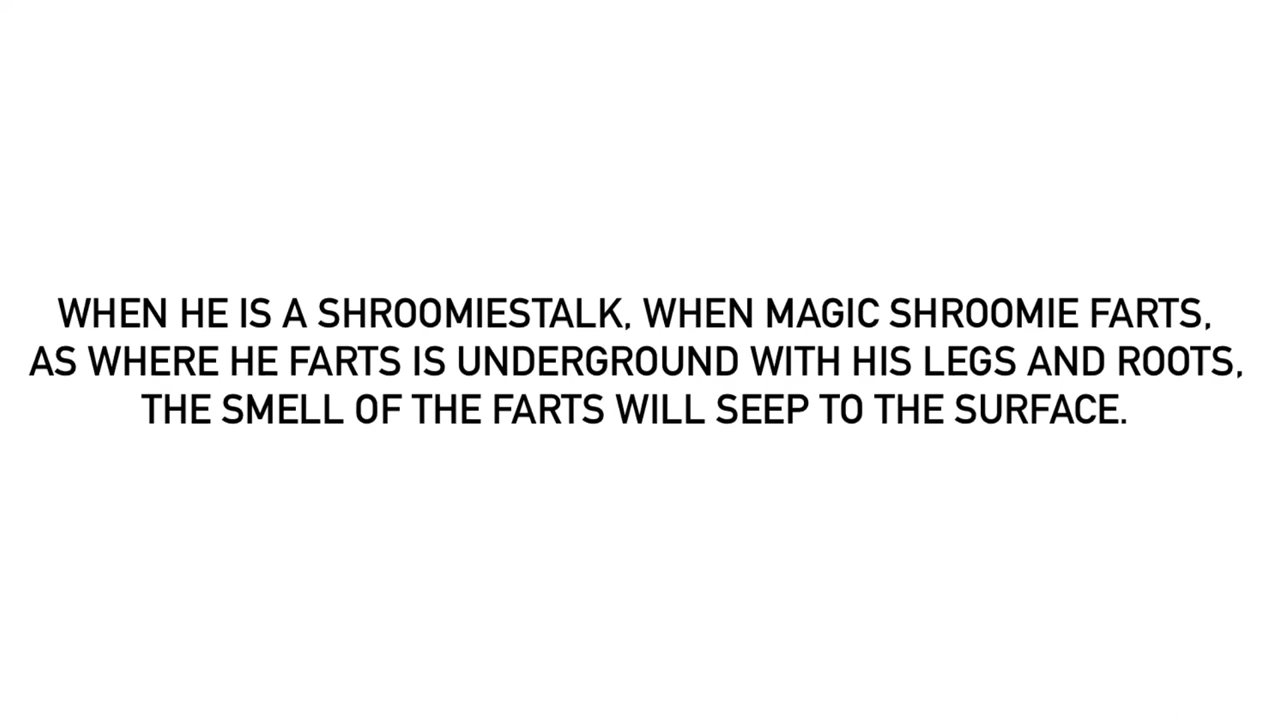 WHEN HE IS A SHROOMIESTALK, WHEN MAGIC SHROOMIE FARTS,
AS WHERE HE FARTS IS UNDERGROUND WITH HIS LEGS AND ROOTS,
THE SMELL OF THE FARTS WILL SEEP TO THE SURFACE.